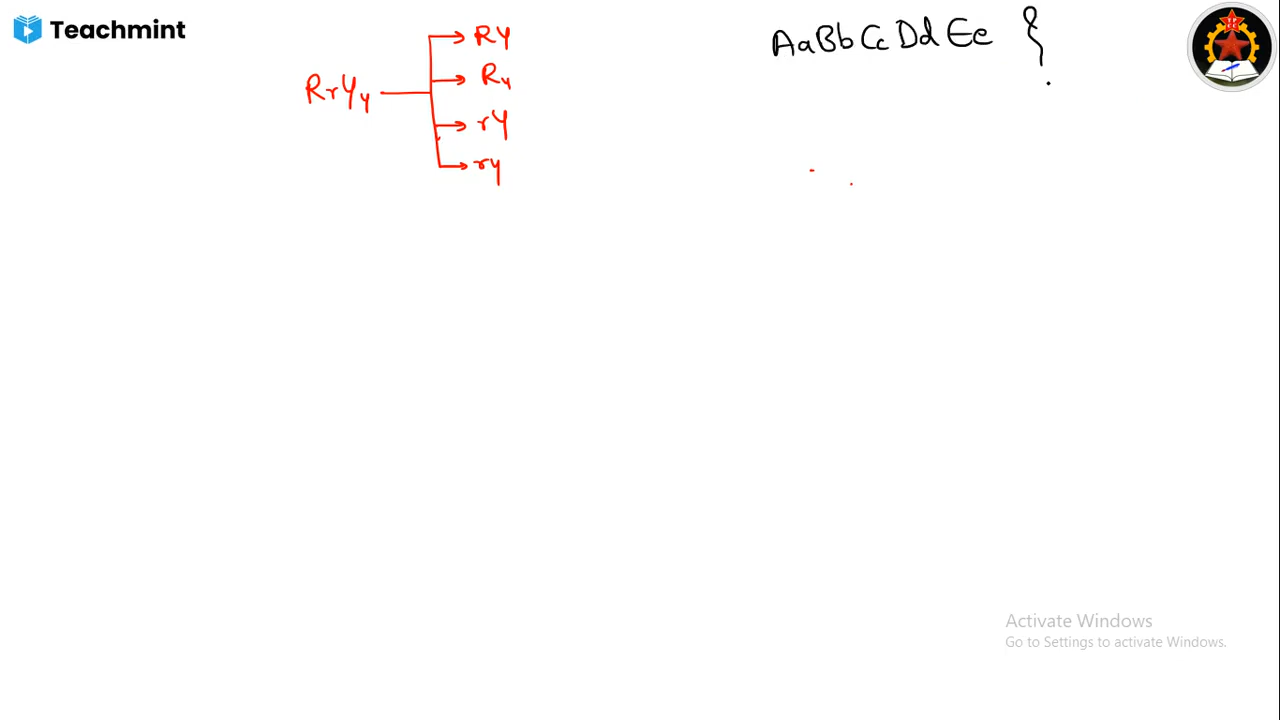 Teachmint
RrYy
RY
Ry
rY
ry
AaBbCcDdEe
Activate Windows
Go to Settings to activate Windows.